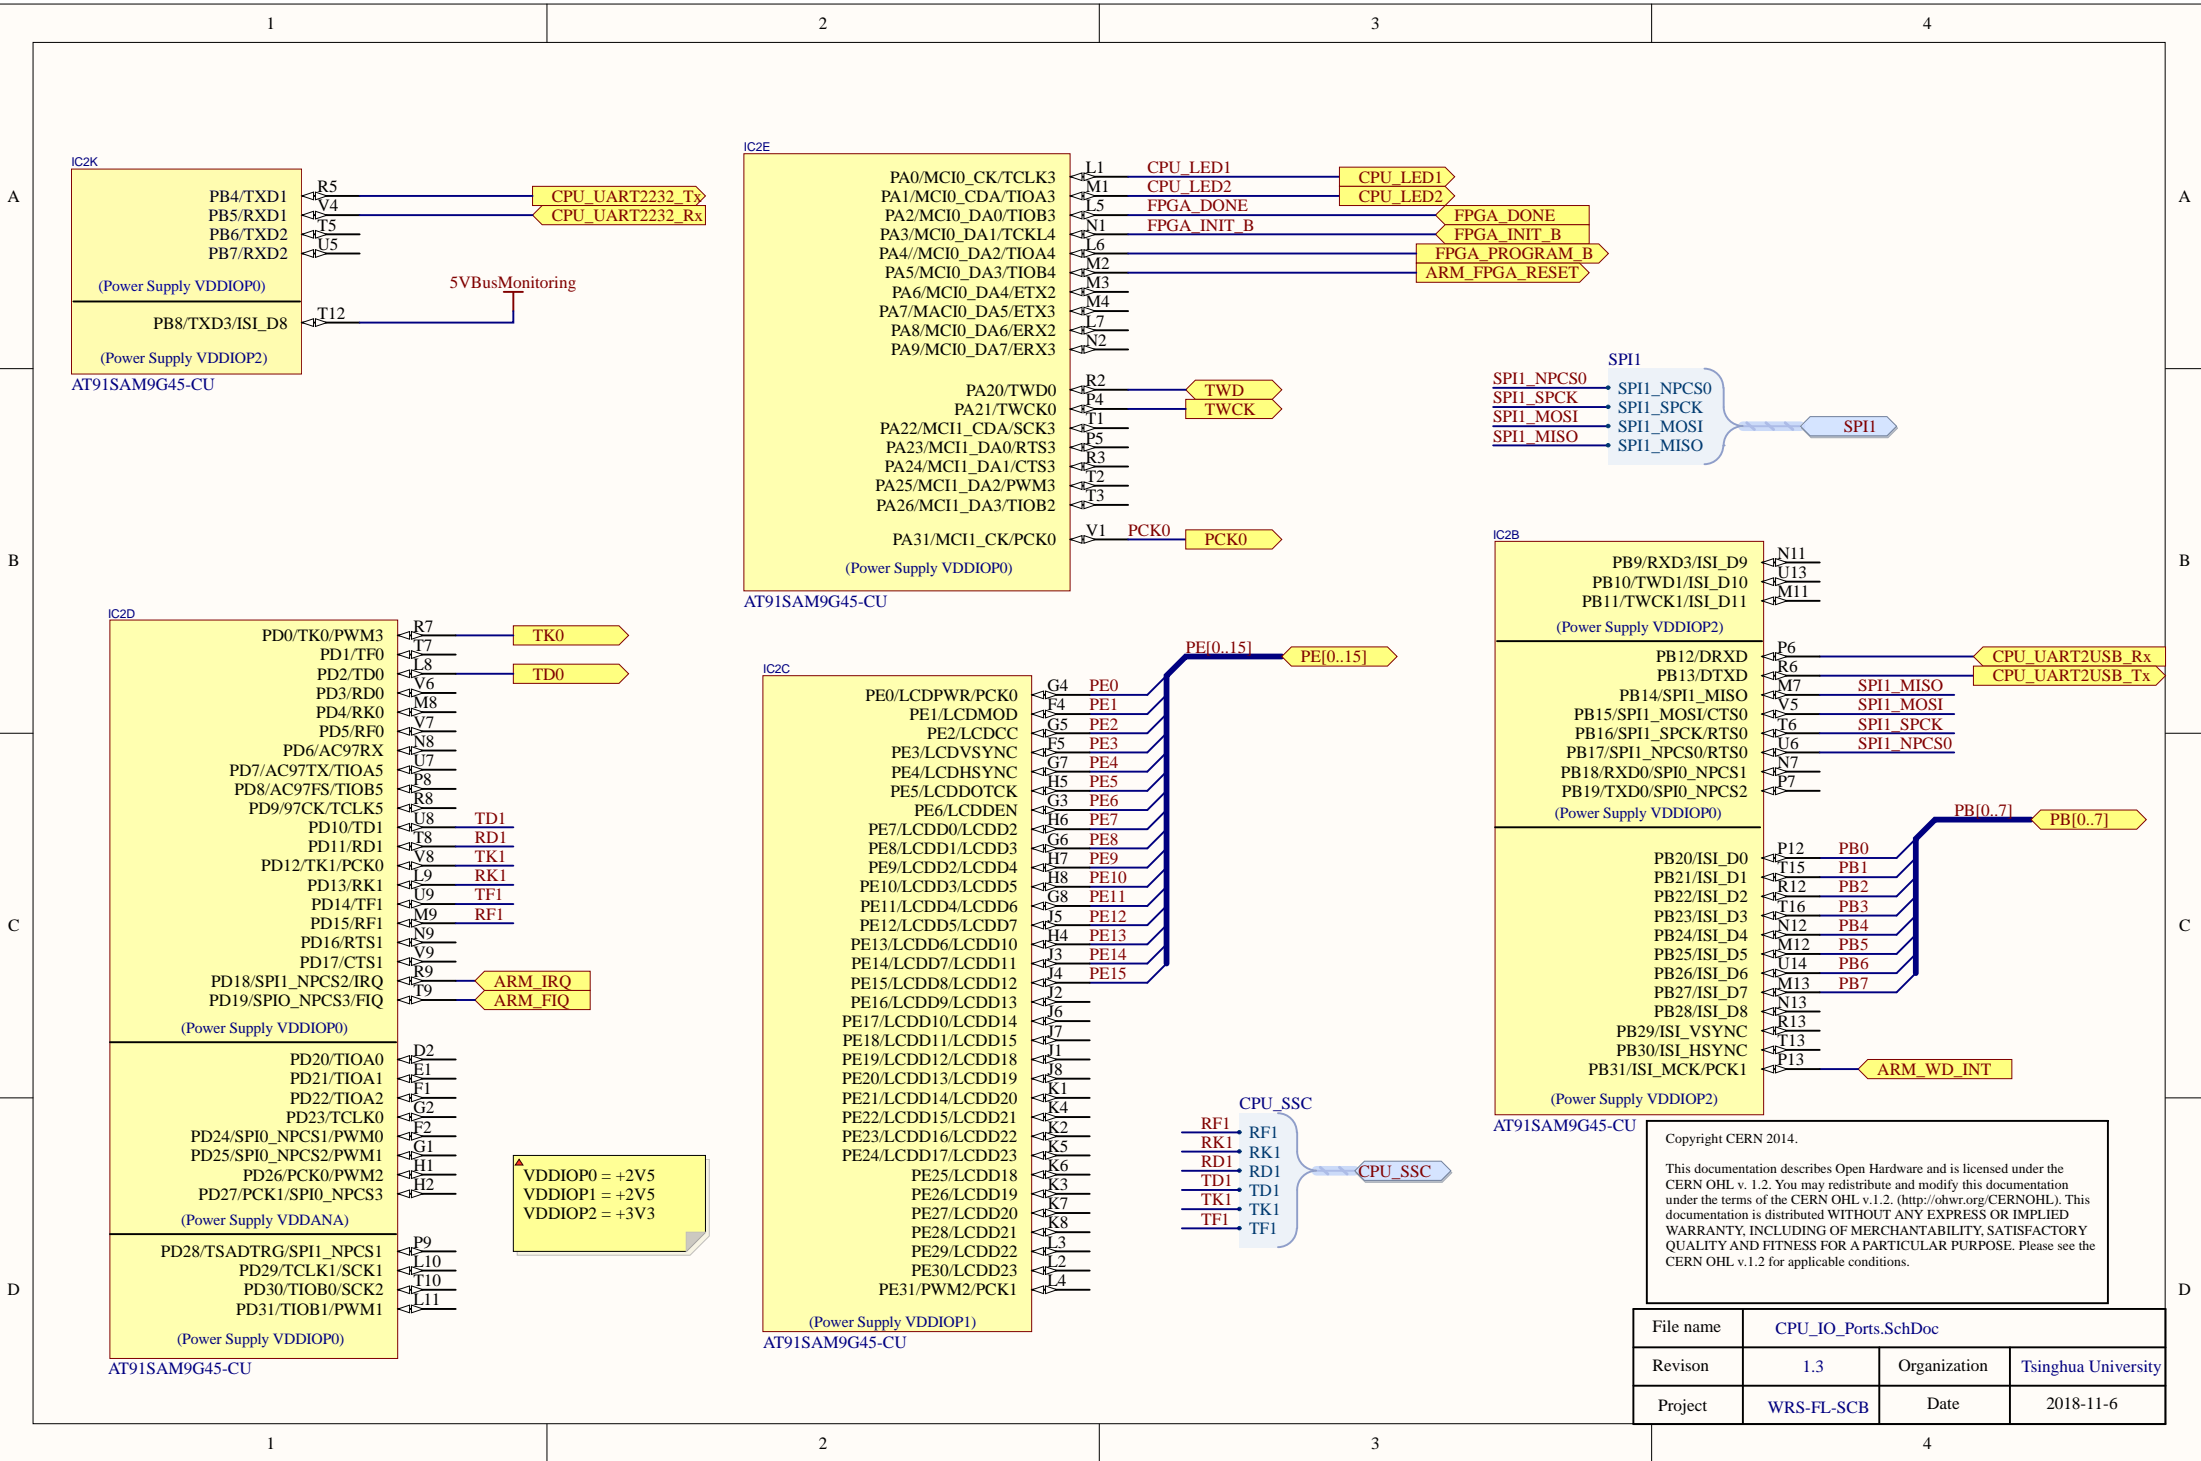 1 2 3 4
A A
B B
C C
D D
1 2 3 4
IC2K
PB4/TXD1 R5 CPU_UART2232_Tx
PB5/RXD1 V4 CPU_UART2232_Rx
PB6/TXD2 T5
PB7/RXD2 U5
(Power Supply VDDIOP0)
5VBusMonitoring
PB8/TXD3/ISI_D8 T12
(Power Supply VDDIOP2)
AT91SAM9G45-CU
IC2E
PA0/MCI0_CK/TCLK3 L1 CPU_LED1 CPU_LED1
PA1/MCI0_CDA/TIOA3 M1 CPU_LED2 CPU_LED2
PA2/MCI0_DA0/TIOB3 L5 FPGA_DONE FPGA_DONE
PA3/MCI0_DA1/TCKL4 N1 FPGA_INIT_B FPGA_INIT_B
PA4//MCI0_DA2/TIOA4 L6 FPGA_PROGRAM_B
PA5/MCI0_DA3/TIOB4 M2 ARM_FPGA_RESET
PA6/MCI0_DA4/ETX2 M3
PA7/MACI0_DA5/ETX3 M4
PA8/MCI0_DA6/ERX2 L7
PA9/MCI0_DA7/ERX3 N2
PA20/TWD0 R2 TWD
PA21/TWCK0 P4 TWCK
PA22/MCI1_CDA/SCK3 T1
PA23/MCI1_DA0/RTS3 P5
PA24/MCI1_DA1/CTS3 R3
PA25/MCI1_DA2/PWM3 T2
PA26/MCI1_DA3/TIOB2 T3
PA31/MCI1_CK/PCK0 V1 PCK0 PCK0
(Power Supply VDDIOP0)
AT91SAM9G45-CU
SPI1
SPI1_NPCS0 SPI1_NPCS0
SPI1_SPCK SPI1_SPCK
SPI1_MOSI SPI1_MOSI SPI1
SPI1_MISO SPI1_MISO
IC2D
PD0/TK0/PWM3 R7 TK0
PD1/TF0 T7
PD2/TD0 L8 TD0
PD3/RD0 V6
PD4/RK0 M8
PD5/RF0 V7
PD6/AC97RX N8
PD7/AC97TX/TIOA5 U7
PD8/AC97FS/TIOB5 P8
PD9/97CK/TCLK5 R8
PD10/TD1 U8 TD1
PD11/RD1 T8 RD1
PD12/TK1/PCK0 V8 TK1
PD13/RK1 L9 RK1
PD14/TF1 U9 TF1
PD15/RF1 M9 RF1
PD16/RTS1 N9
PD17/CTS1 V9
PD18/SPI1_NPCS2/IRQ R9 ARM_IRQ
PD19/SPIO_NPCS3/FIQ T9 ARM_FIQ
(Power Supply VDDIOP0)
PD20/TIOA0 D2
PD21/TIOA1 E1
PD22/TIOA2 F1
PD23/TCLK0 G2
PD24/SPI0_NPCS1/PWM0 F2
PD25/SPI0_NPCS2/PWM1 G1
PD26/PCK0/PWM2 H1
PD27/PCK1/SPI0_NPCS3 H2
(Power Supply VDDANA)
PD28/TSADTRG/SPI1_NPCS1 P9
PD29/TCLK1/SCK1 L10
PD30/TIOB0/SCK2 T10
PD31/TIOB1/PWM1 L11
(Power Supply VDDIOP0)
AT91SAM9G45-CU
VDDIOP0 = +2V5
VDDIOP1 = +2V5
VDDIOP2 = +3V3
IC2C
PE[0..15] PE[0..15]
PE0/LCDPWR/PCK0 G4 PE0
PE1/LCDMOD F4 PE1
PE2/LCDCC G5 PE2
PE3/LCDVSYNC F5 PE3
PE4/LCDHSYNC G7 PE4
PE5/LCDDOTCK H5 PE5
PE6/LCDDEN G3 PE6
PE7/LCDD0/LCDD2 H6 PE7
PE8/LCDD1/LCDD3 G6 PE8
PE9/LCDD2/LCDD4 H7 PE9
PE10/LCDD3/LCDD5 H8 PE10
PE11/LCDD4/LCDD6 G8 PE11
PE12/LCDD5/LCDD7 J5 PE12
PE13/LCDD6/LCDD10 H4 PE13
PE14/LCDD7/LCDD11 J3 PE14
PE15/LCDD8/LCDD12 J4 PE15
PE16/LCDD9/LCDD13 J2
PE17/LCDD10/LCDD14 J6
PE18/LCDD11/LCDD15 J7
PE19/LCDD12/LCDD18 J1
PE20/LCDD13/LCDD19 J8
PE21/LCDD14/LCDD20 K1
PE22/LCDD15/LCDD21 K4
PE23/LCDD16/LCDD22 K2
PE24/LCDD17/LCDD23 K5
PE25/LCDD18 K6
PE26/LCDD19 K3
PE27/LCDD20 K7
PE28/LCDD21 K8
PE29/LCDD22 L3
PE30/LCDD23 L2
PE31/PWM2/PCK1 L4
(Power Supply VDDIOP1)
AT91SAM9G45-CU
CPU_SSC
RF1 RF1
RK1 RK1
RD1 RD1 CPU_SSC
TD1 TD1
TK1 TK1
TF1 TF1
IC2B
PB9/RXD3/ISI_D9 N11
PB10/TWD1/ISI_D10 U13
PB11/TWCK1/ISI_D11 M11
(Power Supply VDDIOP2)
PB12/DRXD P6 CPU_UART2USB_Rx
PB13/DTXD R6 CPU_UART2USB_Tx
PB14/SPI1_MISO M7 SPI1_MISO
PB15/SPI1_MOSI/CTS0 V5 SPI1_MOSI
PB16/SPI1_SPCK/RTS0 T6 SPI1_SPCK
PB17/SPI1_NPCS0/RTS0 U6 SPI1_NPCS0
PB18/RXD0/SPI0_NPCS1 N7
PB19/TXD0/SPI0_NPCS2 P7
(Power Supply VDDIOP0)
PB[0..7] PB[0..7]
PB20/ISI_D0 P12 PB0
PB21/ISI_D1 T15 PB1
PB22/ISI_D2 R12 PB2
PB23/ISI_D3 T16 PB3
PB24/ISI_D4 N12 PB4
PB25/ISI_D5 M12 PB5
PB26/ISI_D6 U14 PB6
PB27/ISI_D7 M13 PB7
PB28/ISI_D8 N13
PB29/ISI_VSYNC R13
PB30/ISI_HSYNC T13
PB31/ISI_MCK/PCK1 P13 ARM_WD_INT
(Power Supply VDDIOP2)
AT91SAM9G45-CU
Copyright CERN 2014.
This documentation describes Open Hardware and is licensed under the
CERN OHL v. 1.2. You may redistribute and modify this documentation
under the terms of the CERN OHL v.1.2. (http://ohwr.org/CERNOHL). This
documentation is distributed WITHOUT ANY EXPRESS OR IMPLIED
WARRANTY, INCLUDING OF MERCHANTABILITY, SATISFACTORY
QUALITY AND FITNESS FOR A PARTICULAR PURPOSE. Please see the
CERN OHL v.1.2 for applicable conditions.
File name CPU_IO_Ports.SchDoc
Revison 1.3 Organization Tsinghua University
Project WRS-FL-SCB Date 2018-11-6